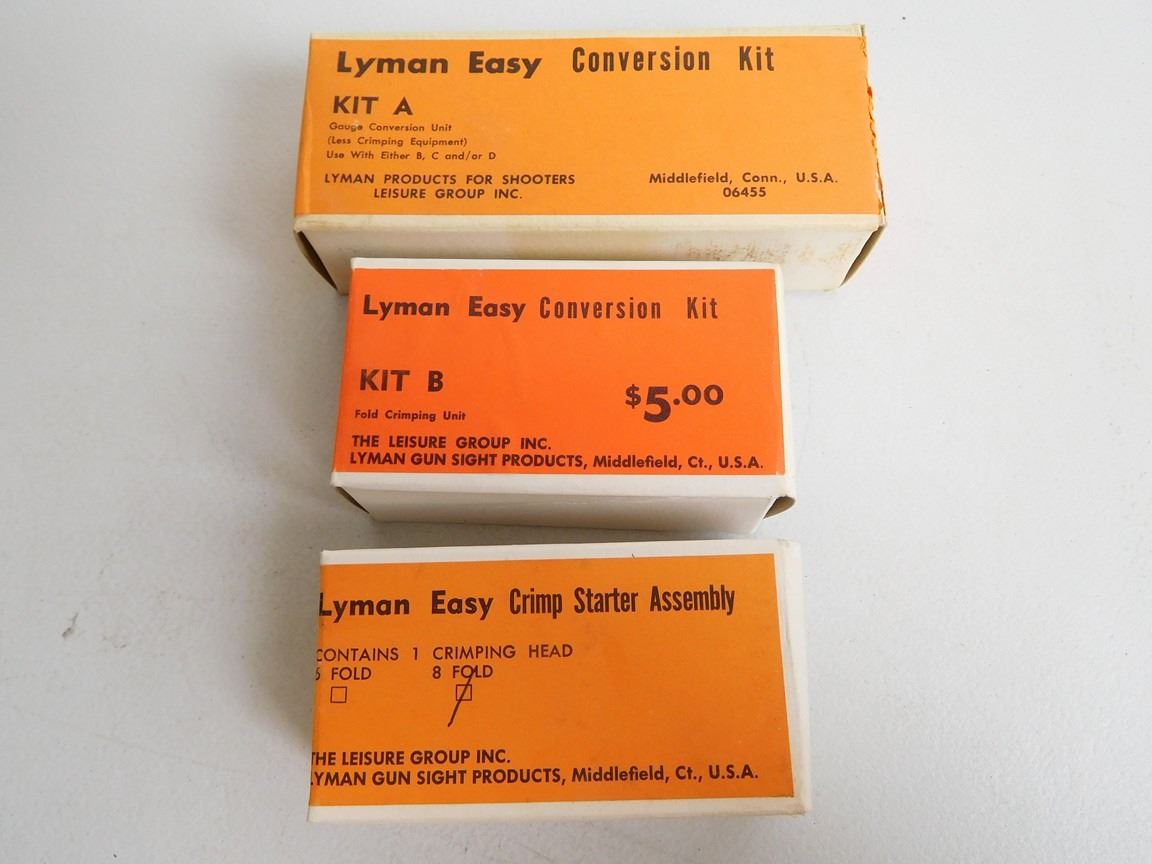 Lyman Easy Conversion Kit
KIT A
Gauge Conversion Unit
(Less Crimping Equipment)
Use With Either B, C and/or D
LYMAN PRODUCTS FOR SHOOTERS
LEISURE GROUP INC.
Middlefield, Conn., U.S.A.
06455
Lyman Easy Conversion Kit
KIT B
$5.00
Fold Crimping Unit
THE LEISURE GROUP INC.
LYMAN GUN SIGHT PRODUCTS, Middlefield, Ct., U.S.A.
Lyman Easy Crimp Starter Assembly
CONTAINS 1 CRIMPING HEAD
6 FOLD 8 FOLD
THE LEISURE GROUP INC.
LYMAN GUN SIGHT PRODUCTS, Middlefield, Ct., U.S.A.